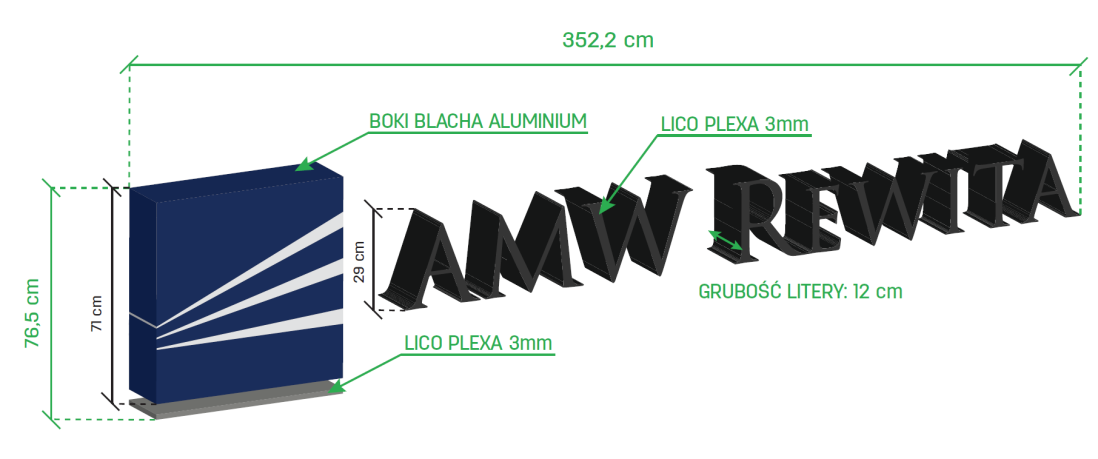 352,2 cm
BOKI BLACHA ALUMINIUM
LICO PLEXA 3mm
AMW REWITA
29 cm
71 cm
76,5 cm
GRUBOŚĆ LITERY: 12 cm
LICO PLEXA 3mm